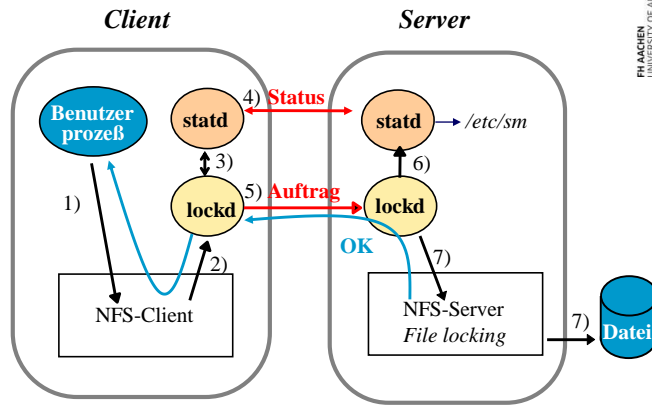 Client
Server
FH AACHEN
Benutzer
prozeß
statd
4) Status
statd
/etc/sm
3)
6)
1)
lockd
5) Auftrag
lockd
OK
2)
7)
NFS-Client
NFS-Server
File locking
7)
Datei